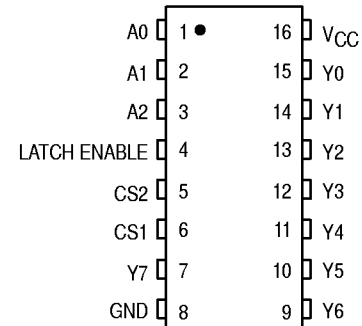 A0 1 16 VCC
A1 2 15 Y0
A2 3 14 Y1
LATCH ENABLE 4 13 Y2
CS2 5 12 Y3
CS1 6 11 Y4
Y7 7 10 Y5
GND 8 9 Y6